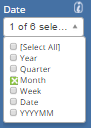 Date
1 of 6 sele...
[Select All]
Year
Quarter
Month
Week
Date
YYYYMM